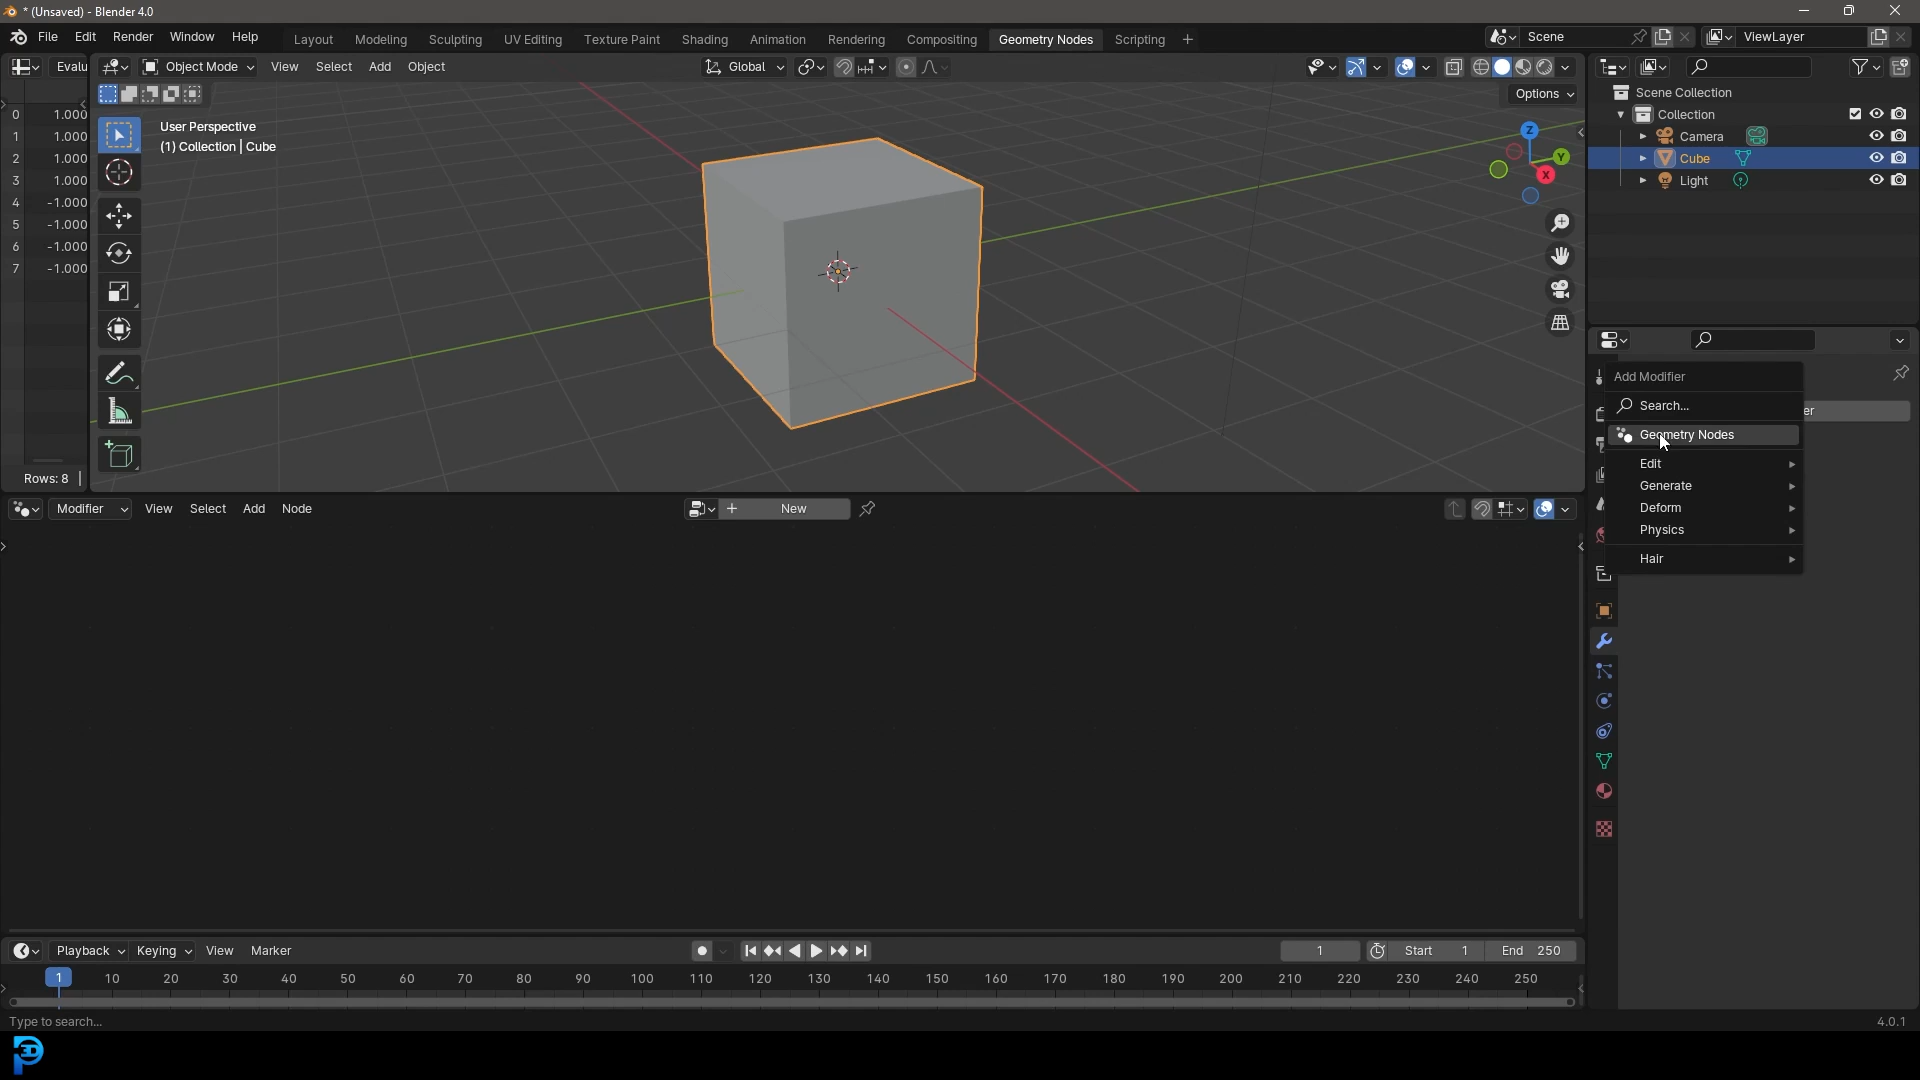 * (Unsaved) - Blender 4.0
File Edit Render Window Help Layout Modeling Sculpting UV Editing Texture Paint Shading Animation Rendering Compositing Geometry Nodes Scripting + Scene ViewLayer
Evalu Object Mode View Select Add Object Global
Options
User Perspective
(1) Collection | Cube
0 1.000
1 1.000
2 1.000
3 1.000
4 -1.000
5 -1.000
6 -1.000
7 -1.000
Rows: 8
Z
Y
X
Scene Collection
Collection
Camera
Cube
Light
Add Modifier
Search...
er
Geometry Nodes
Edit
Generate
Deform
Physics
Hair
Modifier View Select Add Node + New
Playback Keying View Marker 1 Start 1 End 250
1 10 20 30 40 50 60 70 80 90 100 110 120 130 140 150 160 170 180 190 200 210 220 230 240 250
Type to search... 4.0.1
3D